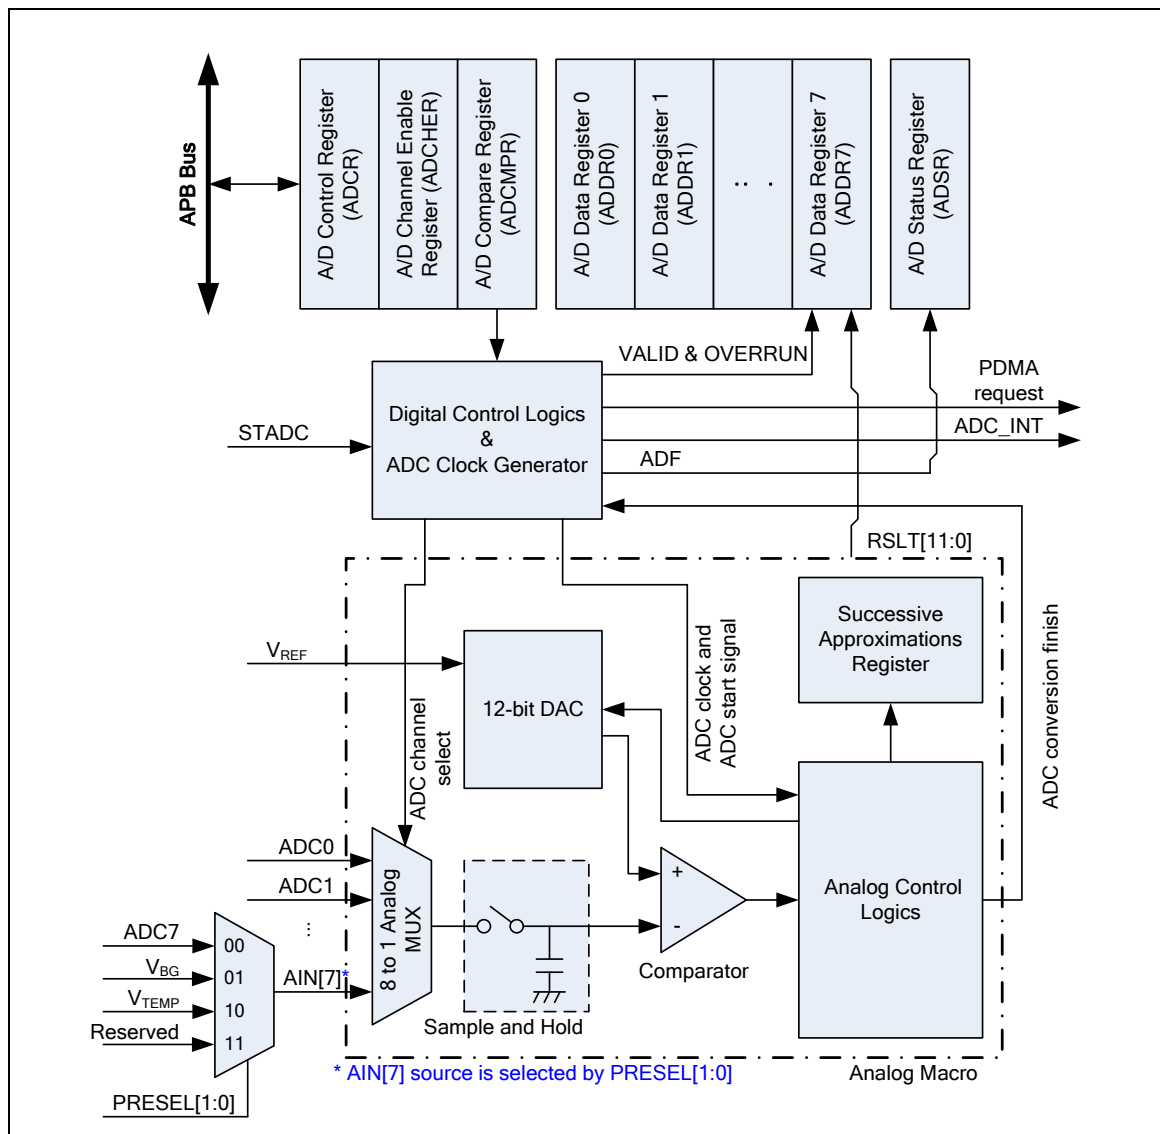 APB Bus
A/D Control Register
(ADCR)
A/D Channel Enable
Register (ADCHER)
A/D Compare Register
(ADCMPR)
A/D Data Register 0
(ADDR0)
A/D Data Register 1
(ADDR1)
.. . .
A/D Data Register 7
(ADDR7)
A/D Status Register
(ADSR)
VALID & OVERRUN
PDMA
request
STADC
Digital Control Logics
&
ADC Clock Generator
ADC_INT
ADF
RSLT[11:0]
Successive
Approximations
Register
VREF
12-bit DAC
ADC channel
select
ADC clock and
ADC start signal
ADC conversion finish
ADC0
ADC1
...
8 to 1 Analog
MUX
+
-
Comparator
Analog Control
Logics
ADC7
00
VBG
01
VTEMP
10
Reserved
11
AIN[7]*
Sample and Hold
* AIN[7] source is selected by PRESEL[1:0]
Analog Macro
PRESEL[1:0]